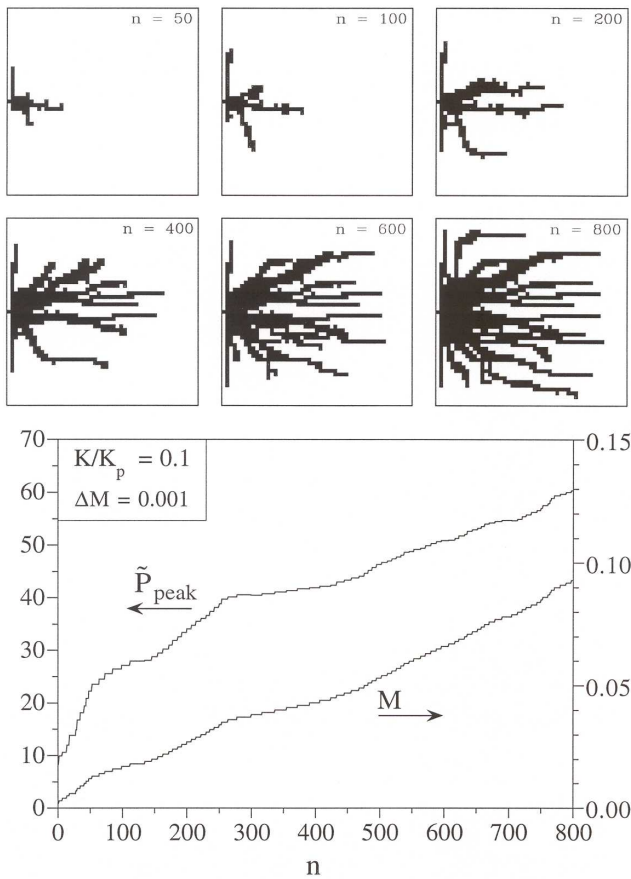 n = 50
n = 100
n = 200
n = 400
n = 600
n = 800
K/K_p = 0.1
ΔM = 0.001
P̃_peak
M
70
60
50
40
30
20
10
0
0.15
0.10
0.05
0.00
0 100 200 300 400 500 600 700 800
n